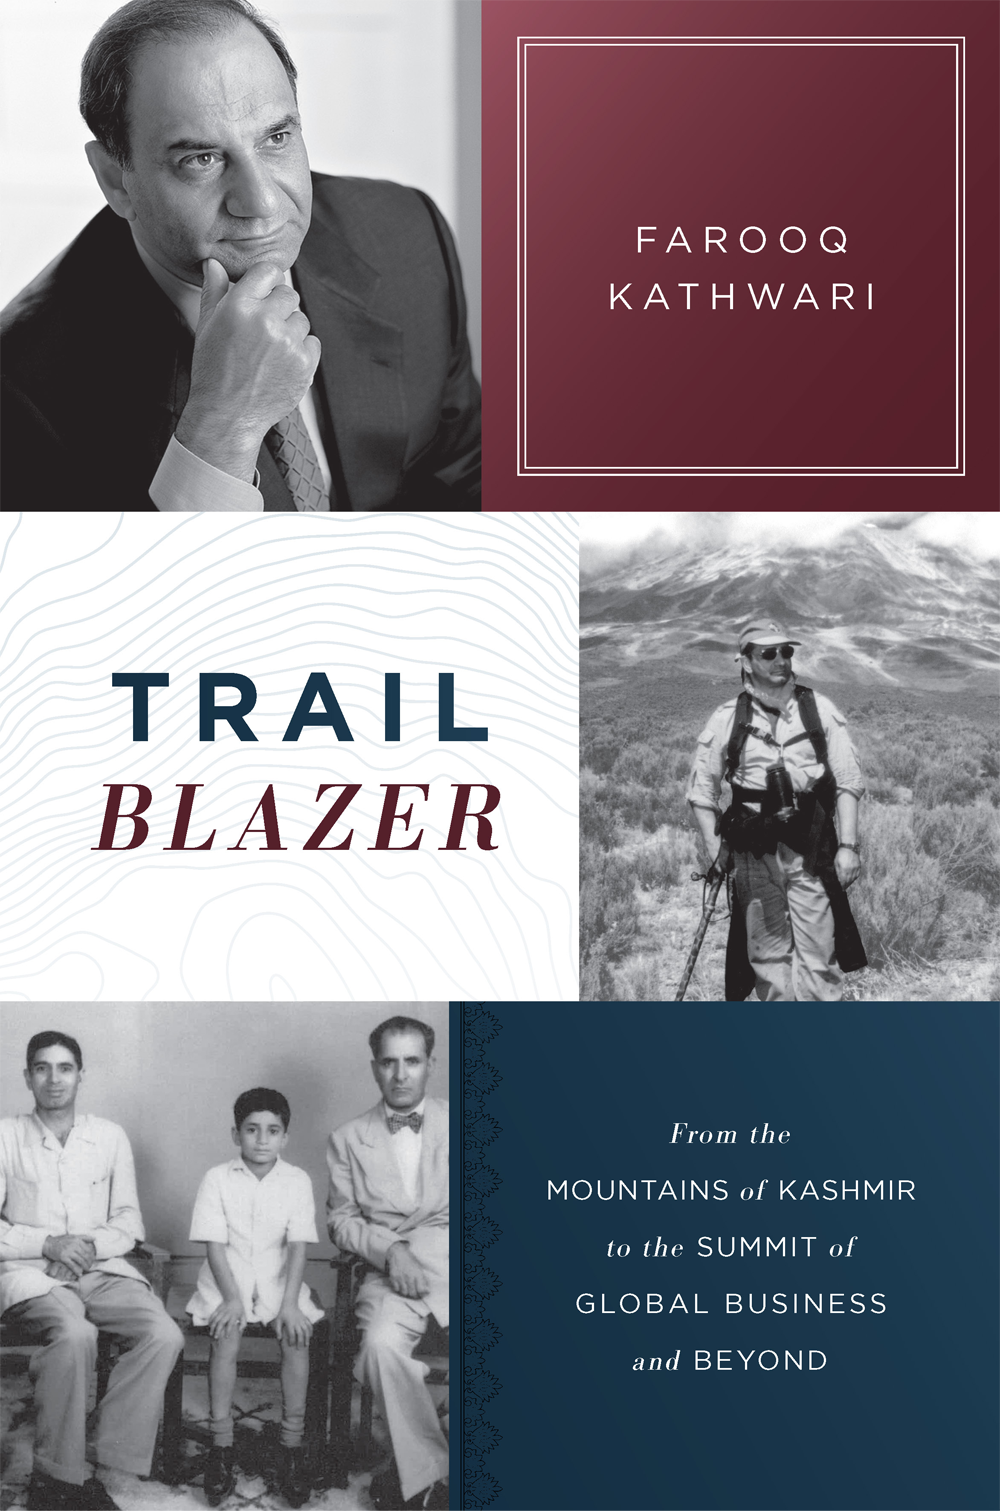 FAROOQ
KATHWARI
TRAIL
BLAZER
From the
MOUNTAINS of KASHMIR
to the SUMMIT of
GLOBAL BUSINESS
and BEYOND